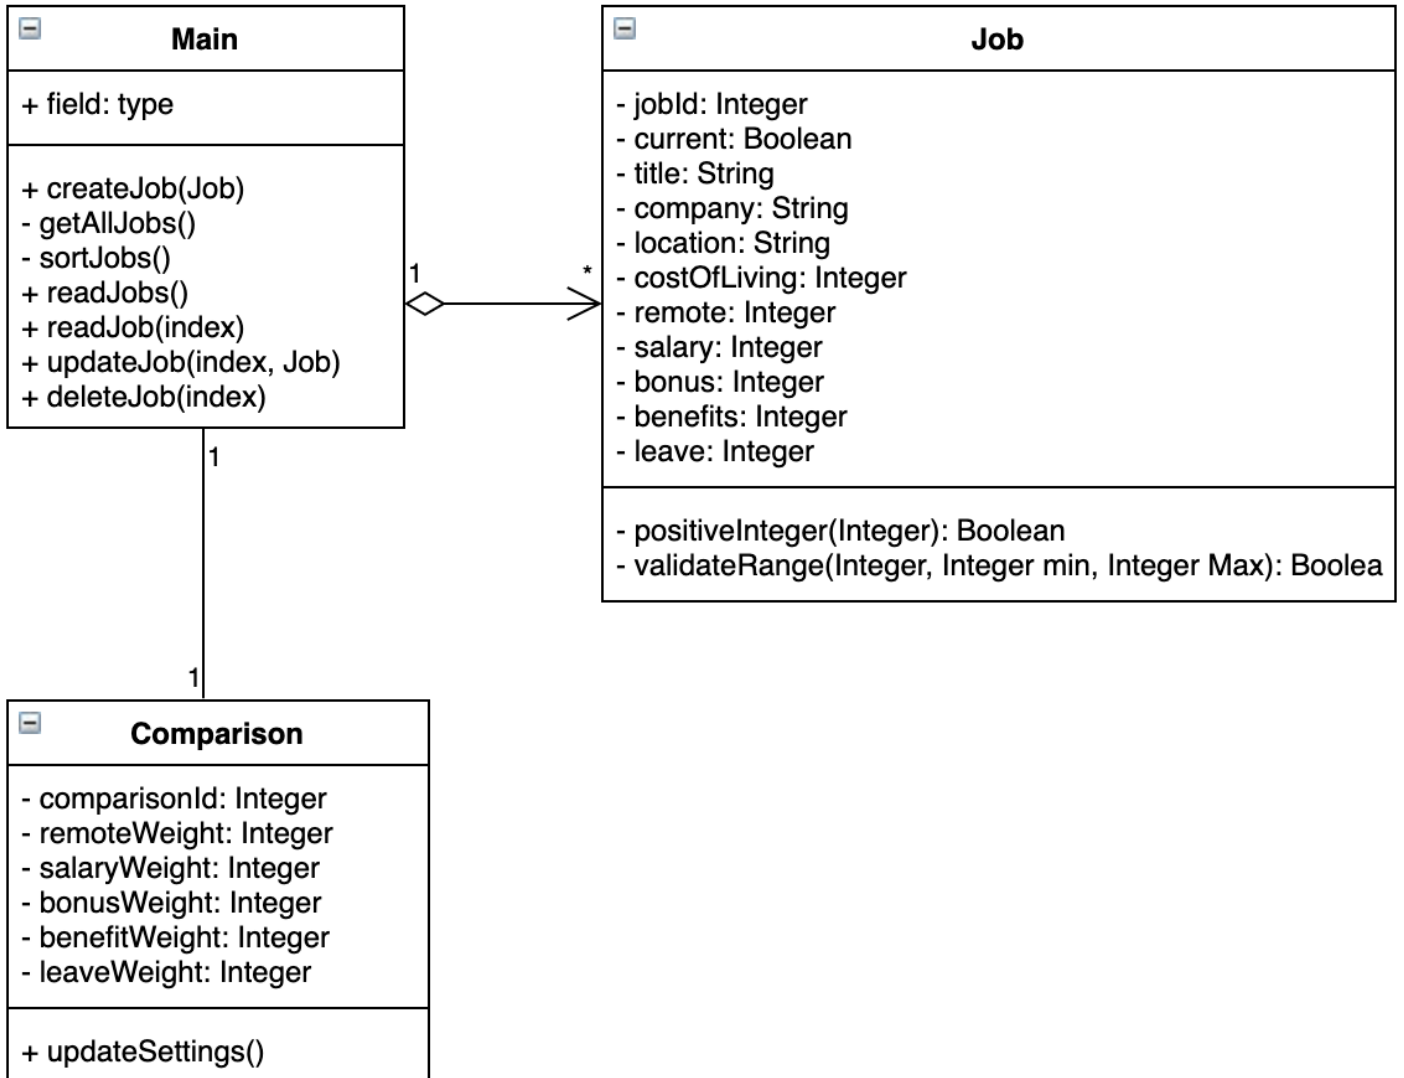 Main
+ field: type
+ createJob(Job)
- getAllJobs()
- sortJobs()
+ readJobs()
+ readJob(index)
+ updateJob(index, Job)
+ deleteJob(index)
1
*
Job
- jobId: Integer
- current: Boolean
- title: String
- company: String
- location: String
- costOfLiving: Integer
- remote: Integer
- salary: Integer
- bonus: Integer
- benefits: Integer
- leave: Integer
- positiveInteger(Integer): Boolean
- validateRange(Integer, Integer min, Integer Max): Boolea
1
1
Comparison
- comparisonId: Integer
- remoteWeight: Integer
- salaryWeight: Integer
- bonusWeight: Integer
- benefitWeight: Integer
- leaveWeight: Integer
+ updateSettings()